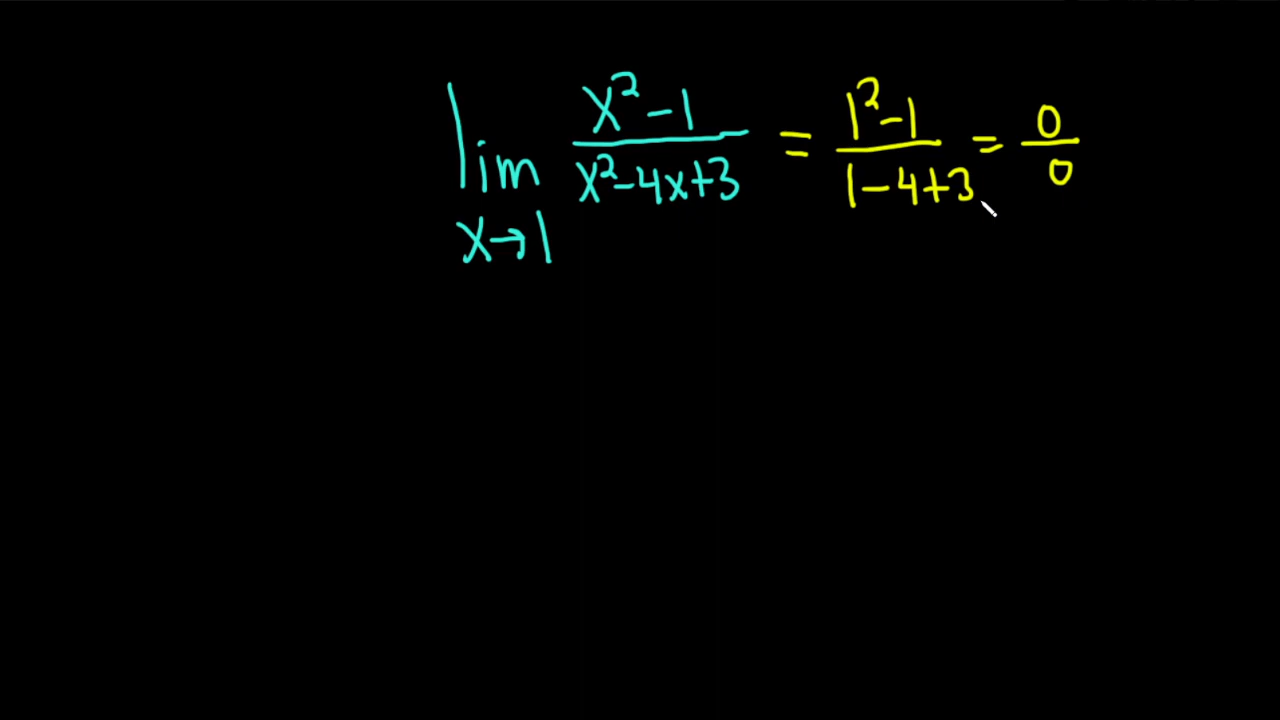 lim x→1 (x² - 1)/(x² - 4x + 3) = (1² - 1)/(1 - 4 + 3) = 0/0